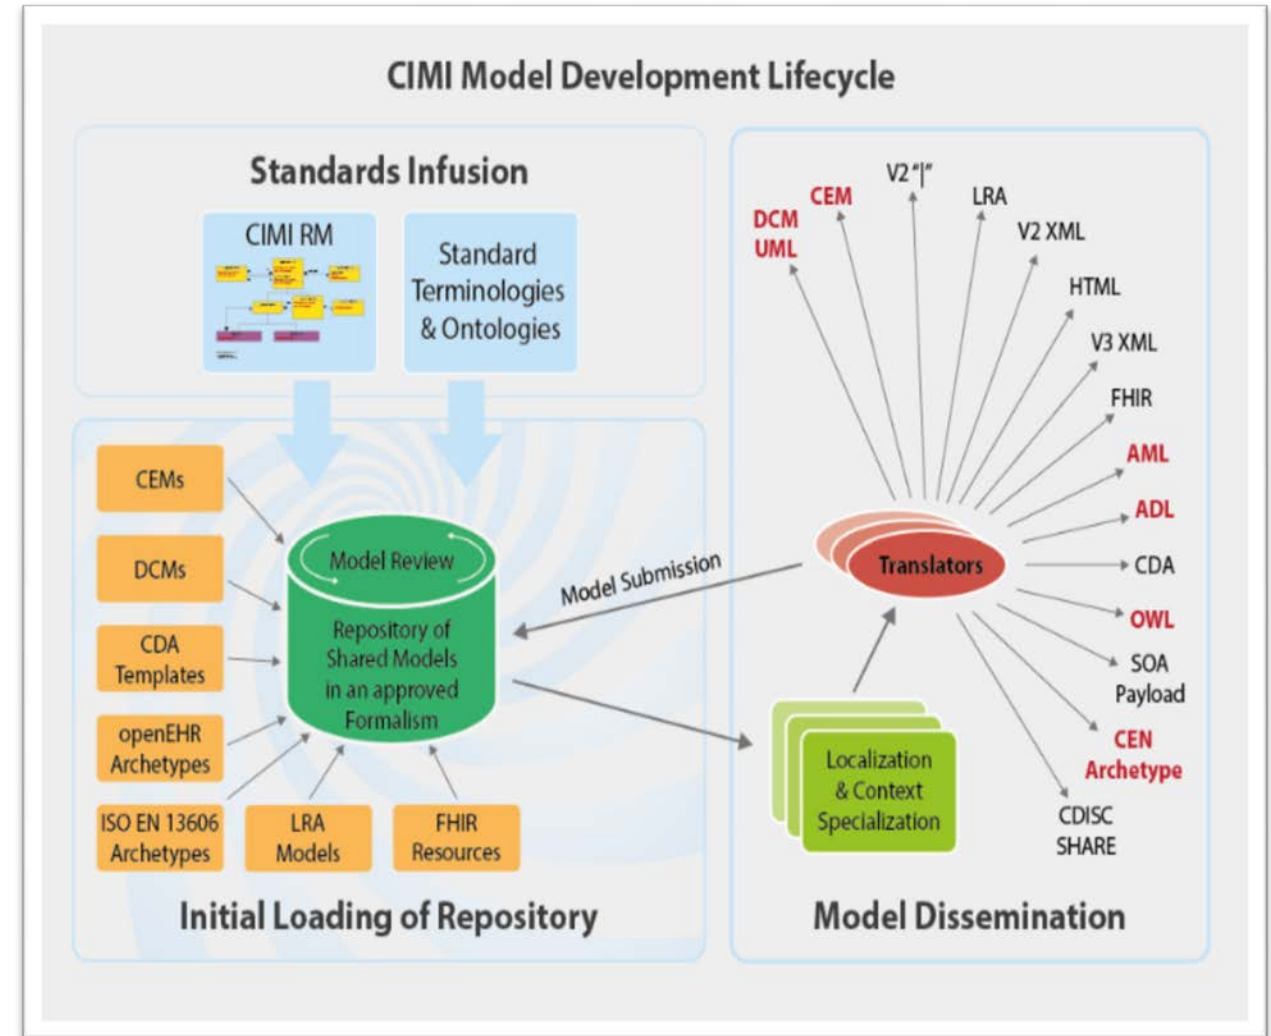 CIMI Model Development Lifecycle
Standards Infusion
CIMI RM
Standard
Terminologies
& Ontologies
CEMs
DCMs
CDA
Templates
openEHR
Archetypes
ISO EN 13606
Archetypes
LRA
Models
FHIR
Resources
Model Review
Repository of
Shared Models
in an approved
Formalism
Initial Loading of Repository
Model Submission
DCM
UML
CEM
V2 "|"
LRA
V2 XML
HTML
V3 XML
FHIR
AML
ADL
CDA
OWL
SOA
Payload
CEN
Archetype
CDISC
SHARE
Translators
Localization
& Context
Specialization
Model Dissemination